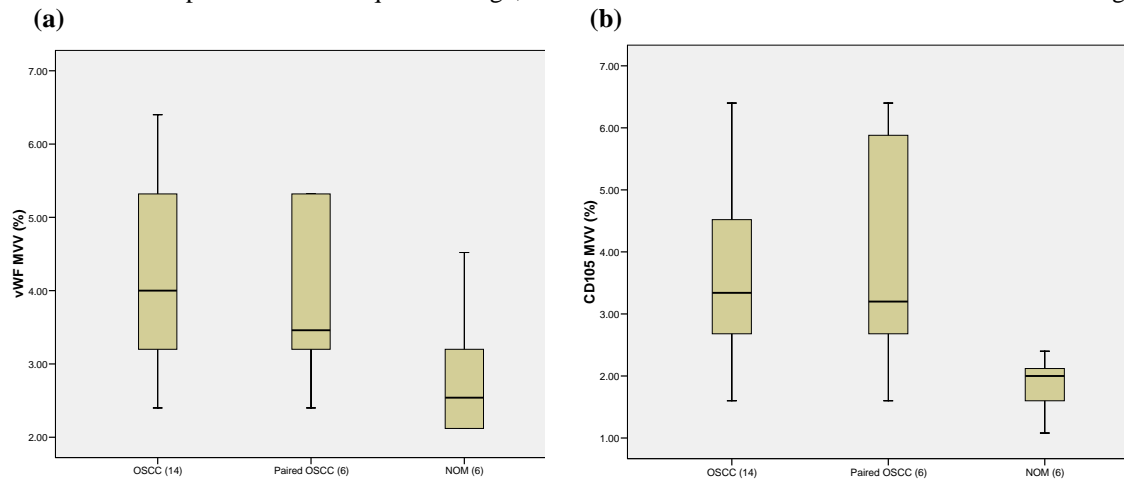 (a)
7.00
6.00
5.00
4.00
3.00
2.00
vWF MVV (%)
OSCC (14) Paired OSCC (6) NOM (6)
(b)
7.00
6.00
5.00
4.00
3.00
2.00
1.00
CD105 MVV (%)
OSCC (14) Paired OSCC (6) NOM (6)